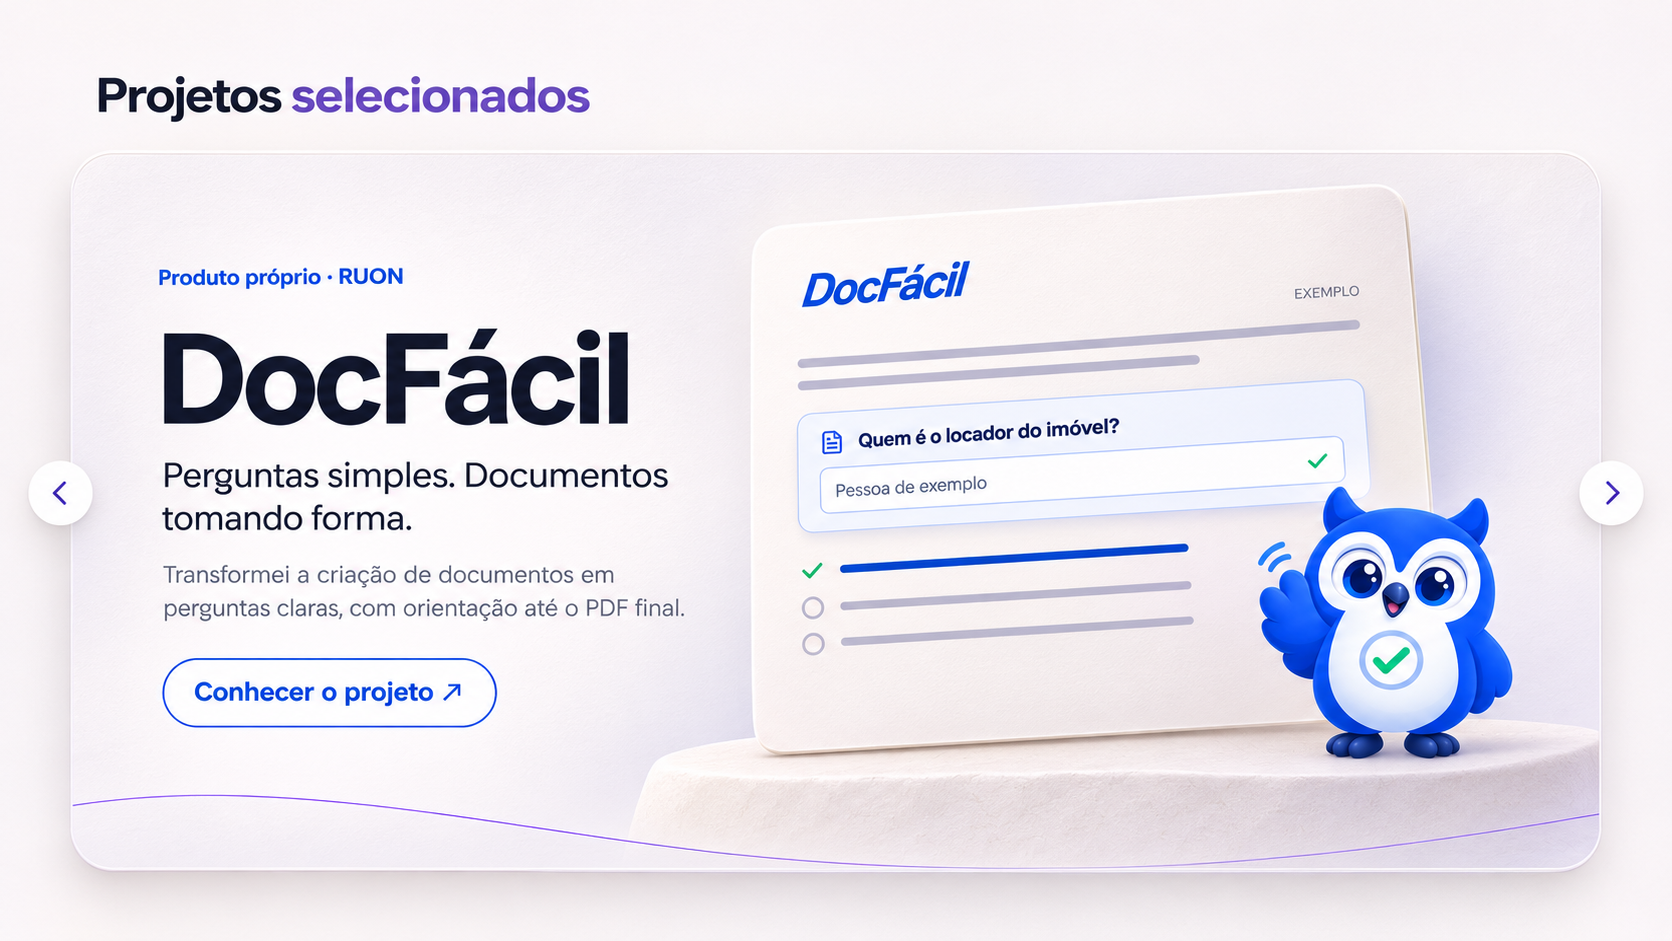 Projetos selecionados
Produto próprio · RUON
DocFácil
Perguntas simples. Documentos
tomando forma.
Transformei a criação de documentos em
perguntas claras, com orientação até o PDF final.
Conhecer o projeto ↗
DocFácil
EXEMPLO
Quem é o locador do imóvel?
Pessoa de exemplo